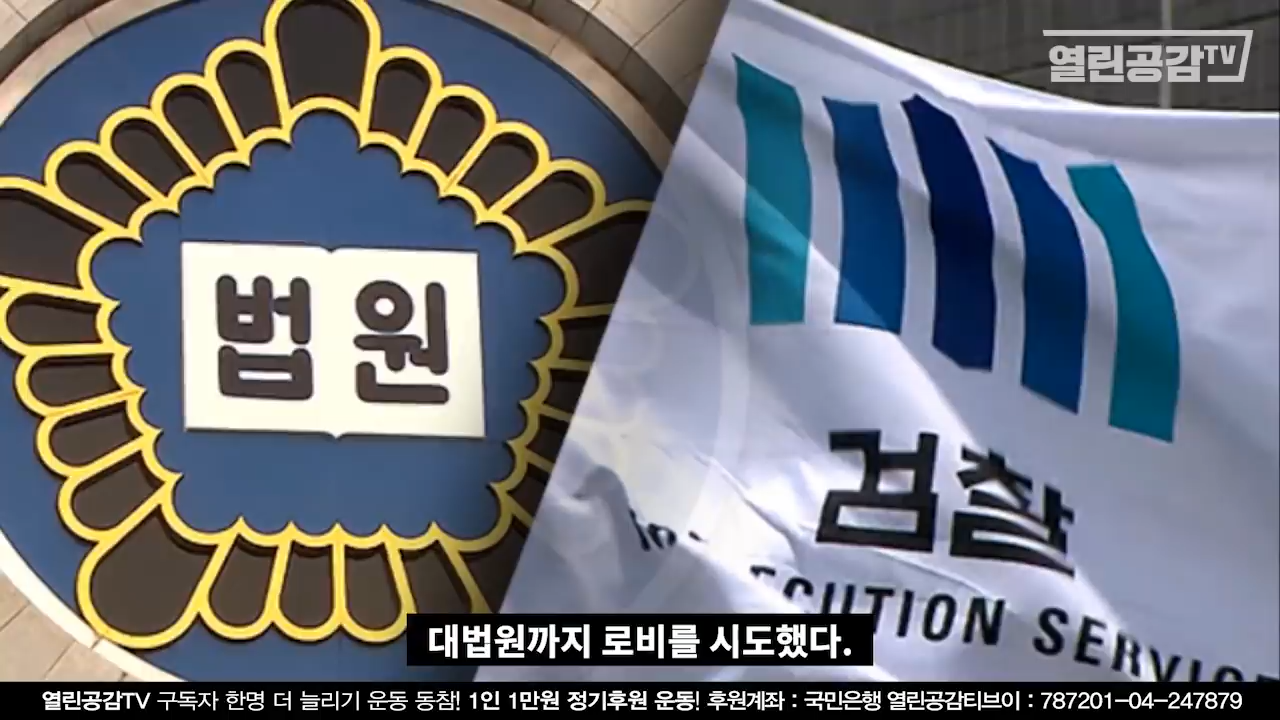 열린공감TV
법원
검찰
ECUTION SERVICE
대법원까지 로비를 시도했다.
열린공감TV 구독자 한명 더 늘리기 운동 동참! 1인 1만원 정기후원 운동! 후원계좌 : 국민은행 열린공감티브이 : 787201-04-247879